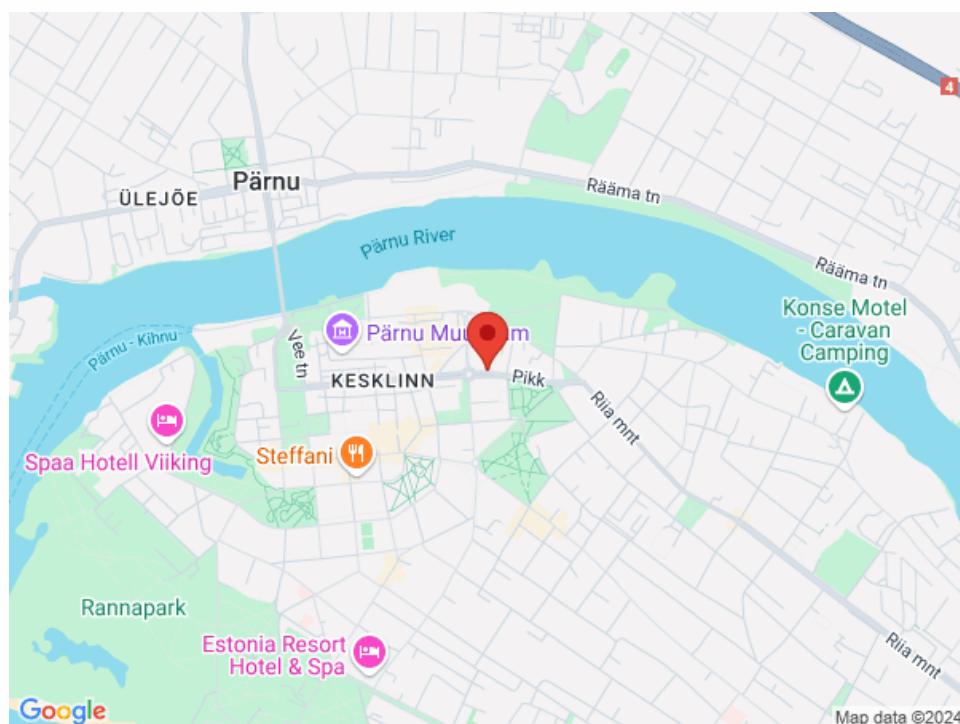 4
Rääma tn
Pärnu
ÜLEJÕE
Pärnu River
Rääma tn
Konse Motel
- Caravan
Camping
Pärnu - Kihnu
Vee tn
Pärnu Mu
m
KESKLINN
Pikk
Riia mnt
Steffani
Spaa Hotell Viiking
Rannapark
Estonia Resort
Hotel & Spa
Riia mnt
Google
Map data ©2024